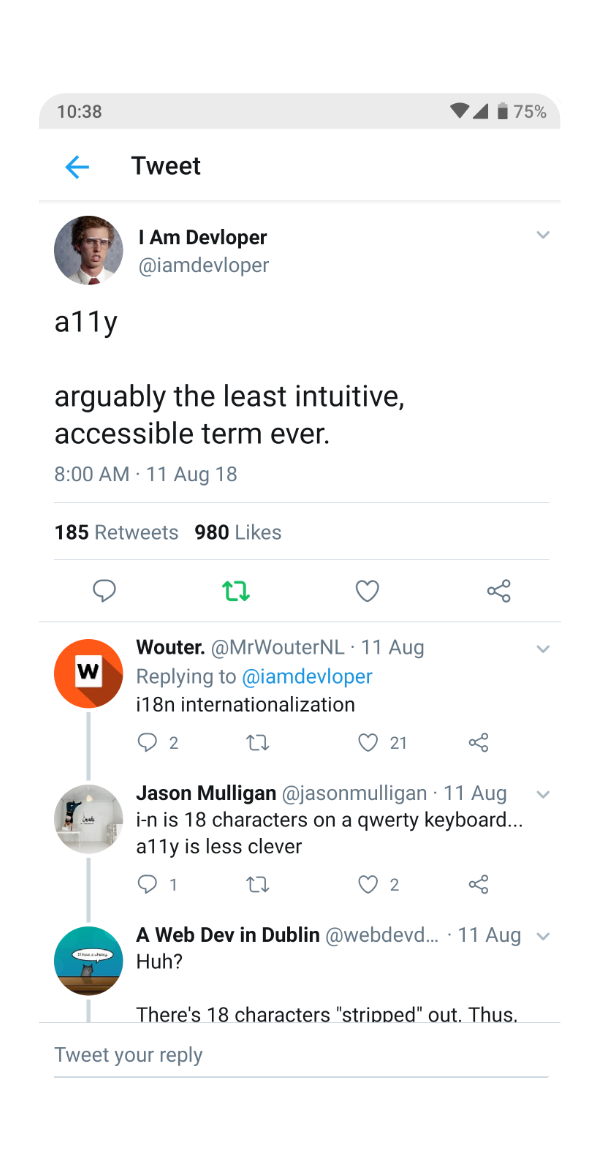 10:38
75%
Tweet
I Am Devloper
@iamdevloper
a11y
arguably the least intuitive,
accessible term ever.
8:00 AM · 11 Aug 18
185 Retweets 980 Likes
W
Wouter. @MrWouterNL · 11 Aug
Replying to @iamdevloper
i18n internationalization
2 21
Jason Mulligan @jasonmulligan · 11 Aug
i-n is 18 characters on a qwerty keyboard...
a11y is less clever
1 2
A Web Dev in Dublin @webdevd... · 11 Aug
Huh?
There's 18 characters "stripped" out. Thus,
Tweet your reply